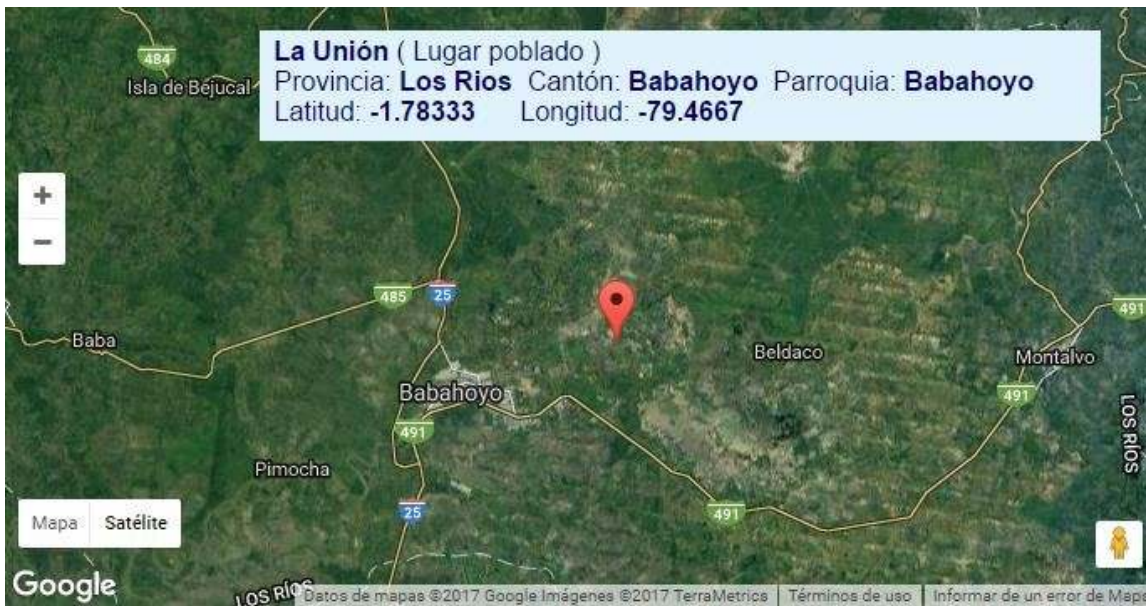 La Unión ( Lugar poblado )
Provincia: Los Rios Cantón: Babahoyo Parroquia: Babahoyo
Latitud: -1.78333 Longitud: -79.4667
484
Isla de Bejucal
+
−
485
25
491
Baba
Beldaco
Montalvo
Babahoyo
491
491
LOS RÍOS
Pimocha
Mapa Satélite
25
491
Google
LOS RÍOS
Datos de mapas ©2017 Google Imágenes ©2017 TerraMetrics
Términos de uso
Informar de un error de Maps